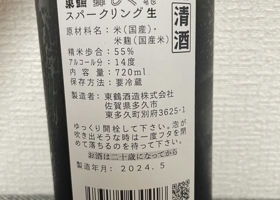 東鶴
スパークリング 生
清酒
原材料名：米(国産)、
米麹(国産米)
精米歩合：55%
アルコール分：14度
内容量：720ml
保存方法：要冷蔵
製造者：東鶴酒造株式会社
佐賀県多久市
東多久町別府3625-1
ゆっくり開栓して下さい。泡が
吹き出そうな時は一度フタを閉
めて落ちるのを待って下さい。
お酒は二十歳になってから
製造年月：2024.5